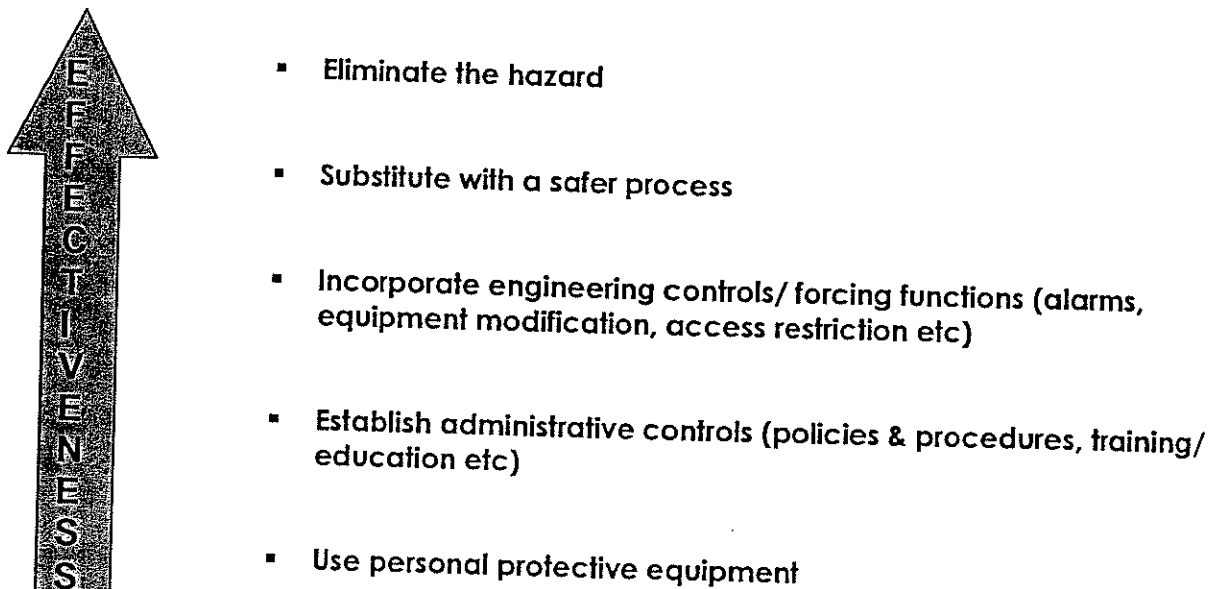 EFFECTIVENESS
▪ Eliminate the hazard
▪ Substitute with a safer process
▪ Incorporate engineering controls/ forcing functions (alarms,
equipment modification, access restriction etc)
▪ Establish administrative controls (policies & procedures, training/
education etc)
▪ Use personal protective equipment